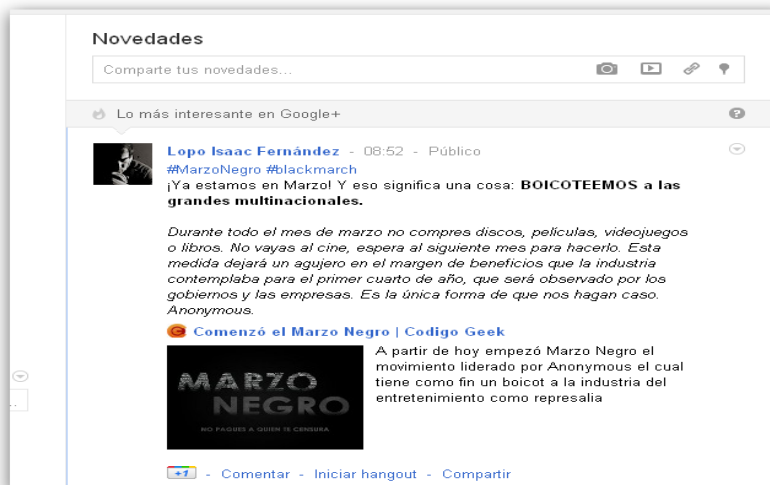 Novedades
Comparte tus novedades...
Lo más interesante en Google+
Lopo Isaac Fernández - 08:52 - Público
#MarzoNegro #blackmarch
¡Ya estamos en Marzo! Y eso significa una cosa: BOICOTEEMOS a las
grandes multinacionales.
Durante todo el mes de marzo no compres discos, películas, videojuegos
o libros. No vayas al cine, espera al siguiente mes para hacerlo. Esta
medida dejará un agujero en el margen de beneficios que la industria
contemplaba para el primer cuarto de año, que será observado por los
gobiernos y las empresas. Es la única forma de que nos hagan caso.
Anonymous.
Comenzó el Marzo Negro | Codigo Geek
A partir de hoy empezó Marzo Negro el
movimiento liderado por Anonymous el cual
tiene como fin un boicot a la industria del
entretenimiento como represalia
MARZO
NEGRO
NO PAGUES A QUIEN TE CENSURA
+1 - Comentar - Iniciar hangout - Compartir